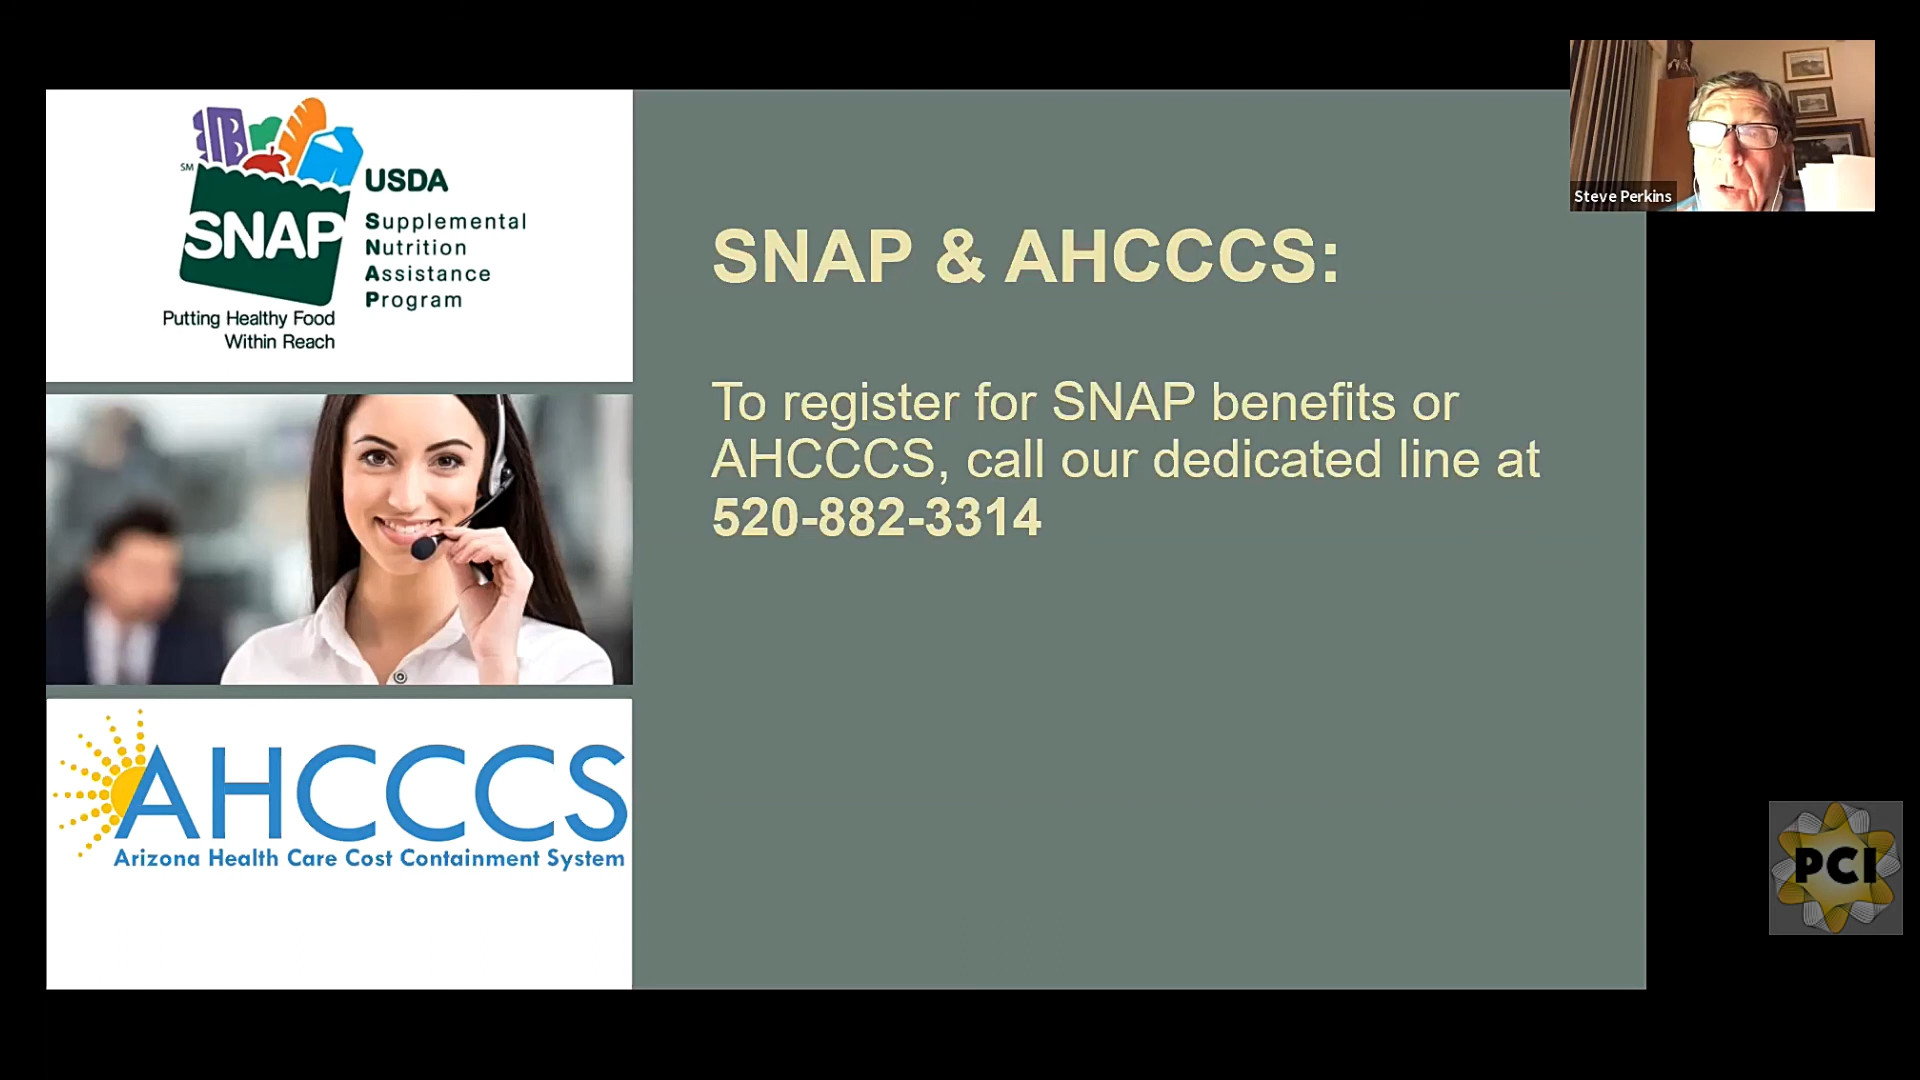 SM
SNAP
USDA
Supplemental
Nutrition
Assistance
Program
Putting Healthy Food
Within Reach
SNAP & AHCCCS:
To register for SNAP benefits or
AHCCCS, call our dedicated line at
520-882-3314
AHCCCS
Arizona Health Care Cost Containment System
Steve Perkins
PCI